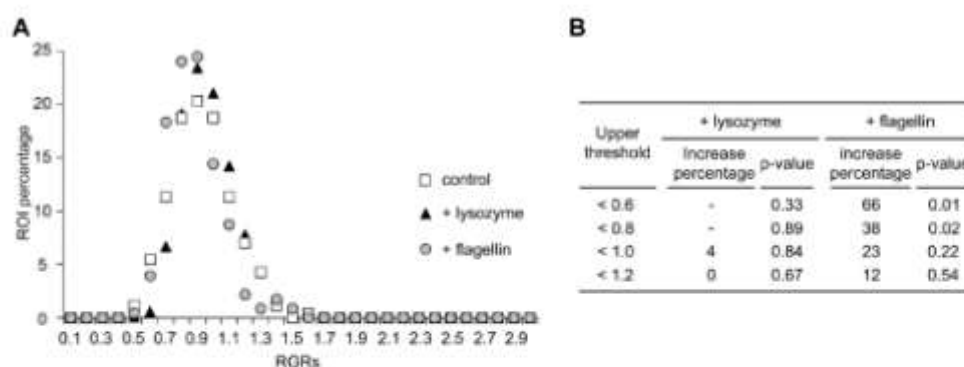 A
B
25
20
15
10
5
0
ROI percentage
0.1 0.3 0.5 0.7 0.9 1.1 1.3 1.5 1.7 1.9 2.1 2.3 2.5 2.7 2.9
RGRs
control
+ lysozyme
+ flagellin
Upper threshold + lysozyme + flagellin
increase percentage p-value increase percentage p-value
< 0.6 - 0.33 66 0.01
< 0.8 - 0.89 38 0.02
< 1.0 4 0.84 23 0.22
< 1.2 0 0.67 12 0.54